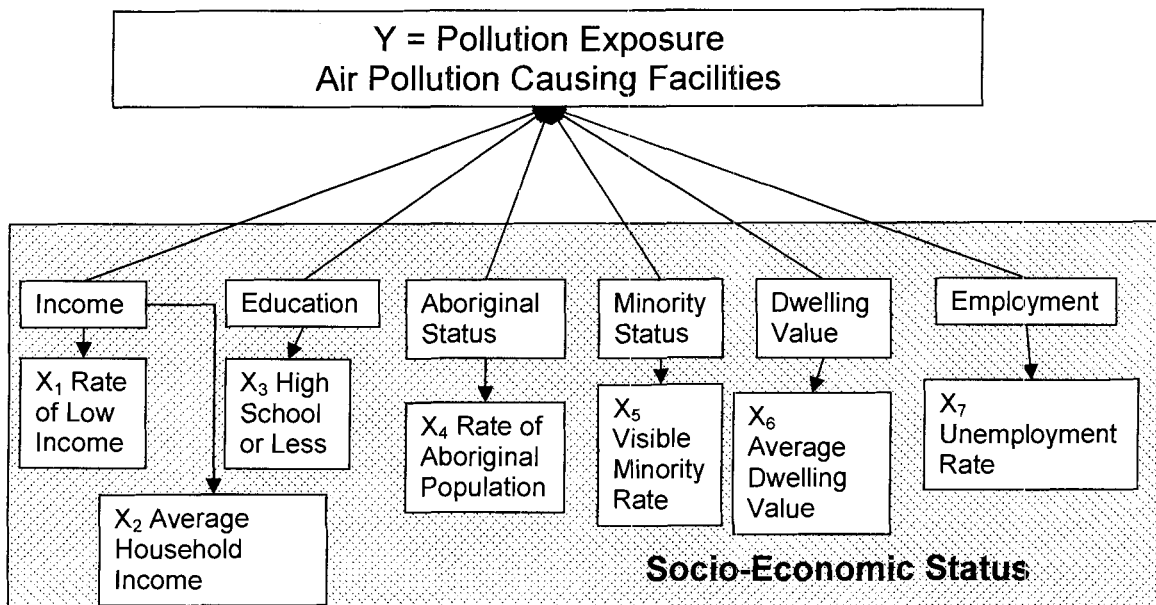 Y = Pollution Exposure
Air Pollution Causing Facilities
Income
Education
Aboriginal
Status
Minority
Status
Dwelling
Value
Employment
X₁ Rate
of Low
Income
X₂ Average
Household
Income
X₃ High
School
or Less
X₄ Rate of
Aboriginal
Population
X₅
Visible
Minority
Rate
X₆
Average
Dwelling
Value
X₇
Unemployment
Rate
Socio-Economic Status